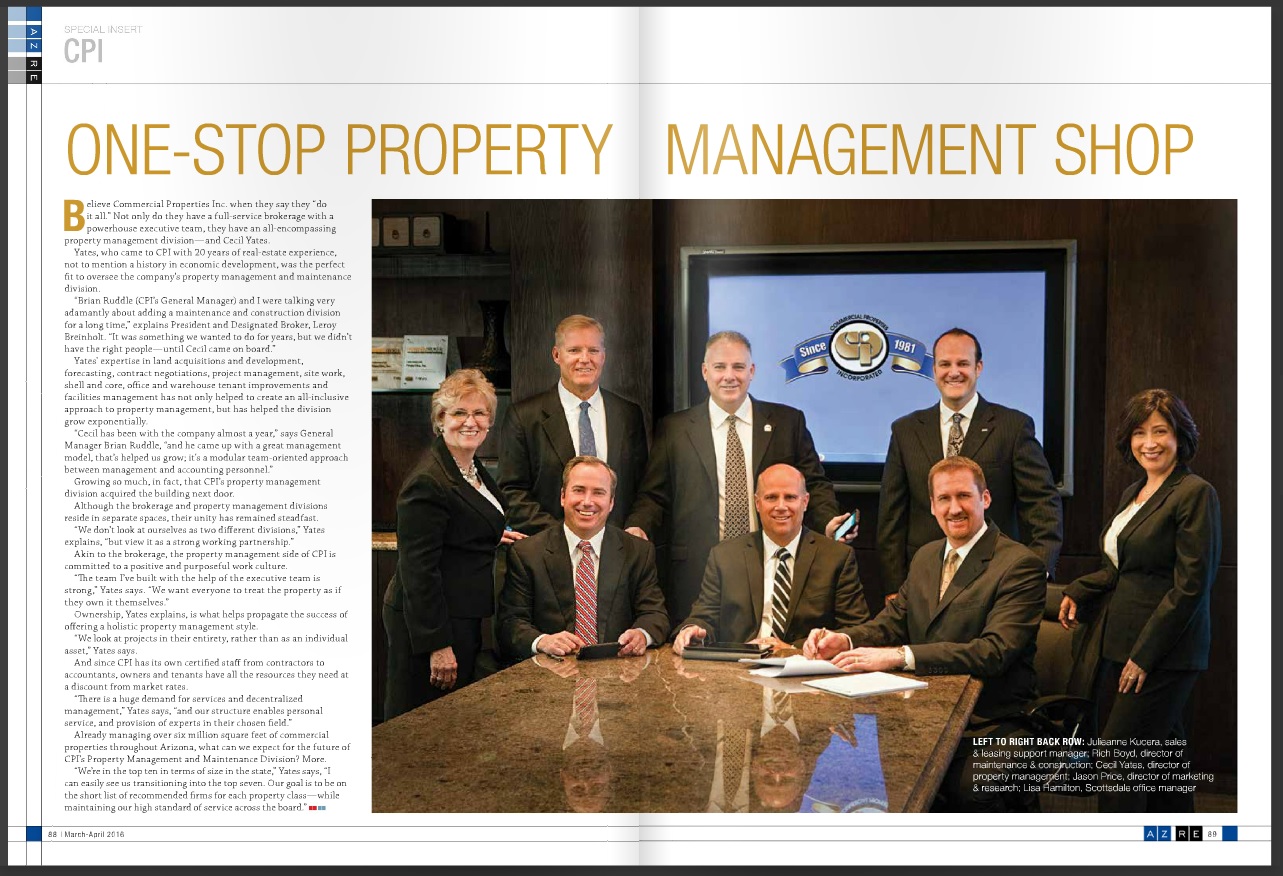 A Z R E
SPECIAL INSERT
CPI
ONE-STOP PROPERTY MANAGEMENT SHOP
Believe Commercial Properties Inc. when they say they "do
it all." Not only do they have a full-service brokerage with a
powerhouse executive team, they have an all-encompassing
property management division—and Cecil Yates.
Yates, who came to CPI with 20 years of real-estate experience,
not to mention a history in economic development, was the perfect
fit to oversee the company's property management and maintenance
division.
"Brian Ruddle (CPI's General Manager) and I were talking very
adamantly about adding a maintenance and construction division
for a long time," explains President and Designated Broker, Leroy
Breinholt. "It was something we wanted to do for years, but we didn't
have the right people—until Cecil came on board."
Yates' expertise in land acquisitions and development,
forecasting, contract negotiations, project management, site work,
shell and core, office and warehouse tenant improvements and
facilities management has not only helped to create an all-inclusive
approach to property management, but has helped the division
grow exponentially.
"Cecil has been with the company almost a year," says General
Manager Brian Ruddle, "and he came up with a great management
model, that's helped us grow; it's a modular team-oriented approach
between management and accounting personnel."
Growing so much, in fact, that CPI's property management
division acquired the building next door.
Although the brokerage and property management divisions
reside in separate spaces, their unity has remained steadfast.
"We don't look at ourselves as two different divisions," Yates
explains, "but view it as a strong working partnership."
Akin to the brokerage, the property management side of CPI is
committed to a positive and purposeful work culture.
"The team I've built with the help of the executive team is
strong," Yates says. "We want everyone to treat the property as if
they own it themselves."
Ownership, Yates explains, is what helps propagate the success of
offering a holistic property management style.
"We look at projects in their entirety, rather than as an individual
asset," Yates says.
And since CPI has its own certified staff from contractors to
accountants, owners and tenants have all the resources they need at
a discount from market rates.
"There is a huge demand for services and decentralized
management," Yates says, "and our structure enables personal
service, and provision of experts in their chosen field."
Already managing over six million square feet of commercial
properties throughout Arizona, what can we expect for the future of
CPI's Property Management and Maintenance Division? More.
"We're in the top ten in terms of size in the state," Yates says, "I
can easily see us transitioning into the top seven. Our goal is to be on
the short list of recommended firms for each property class—while
maintaining our high standard of service across the board."
COMMERCIAL PROPERTIES
Since CPI 1981
INCORPORATED
LEFT TO RIGHT BACK ROW: Julieanne Kucera, sales
& leasing support manager; Rich Boyd, director of
maintenance & construction; Cecil Yates, director of
property management; Jason Price, director of marketing
& research; Lisa Hamilton, Scottsdale office manager
88 | March-April 2016
A Z R E 89